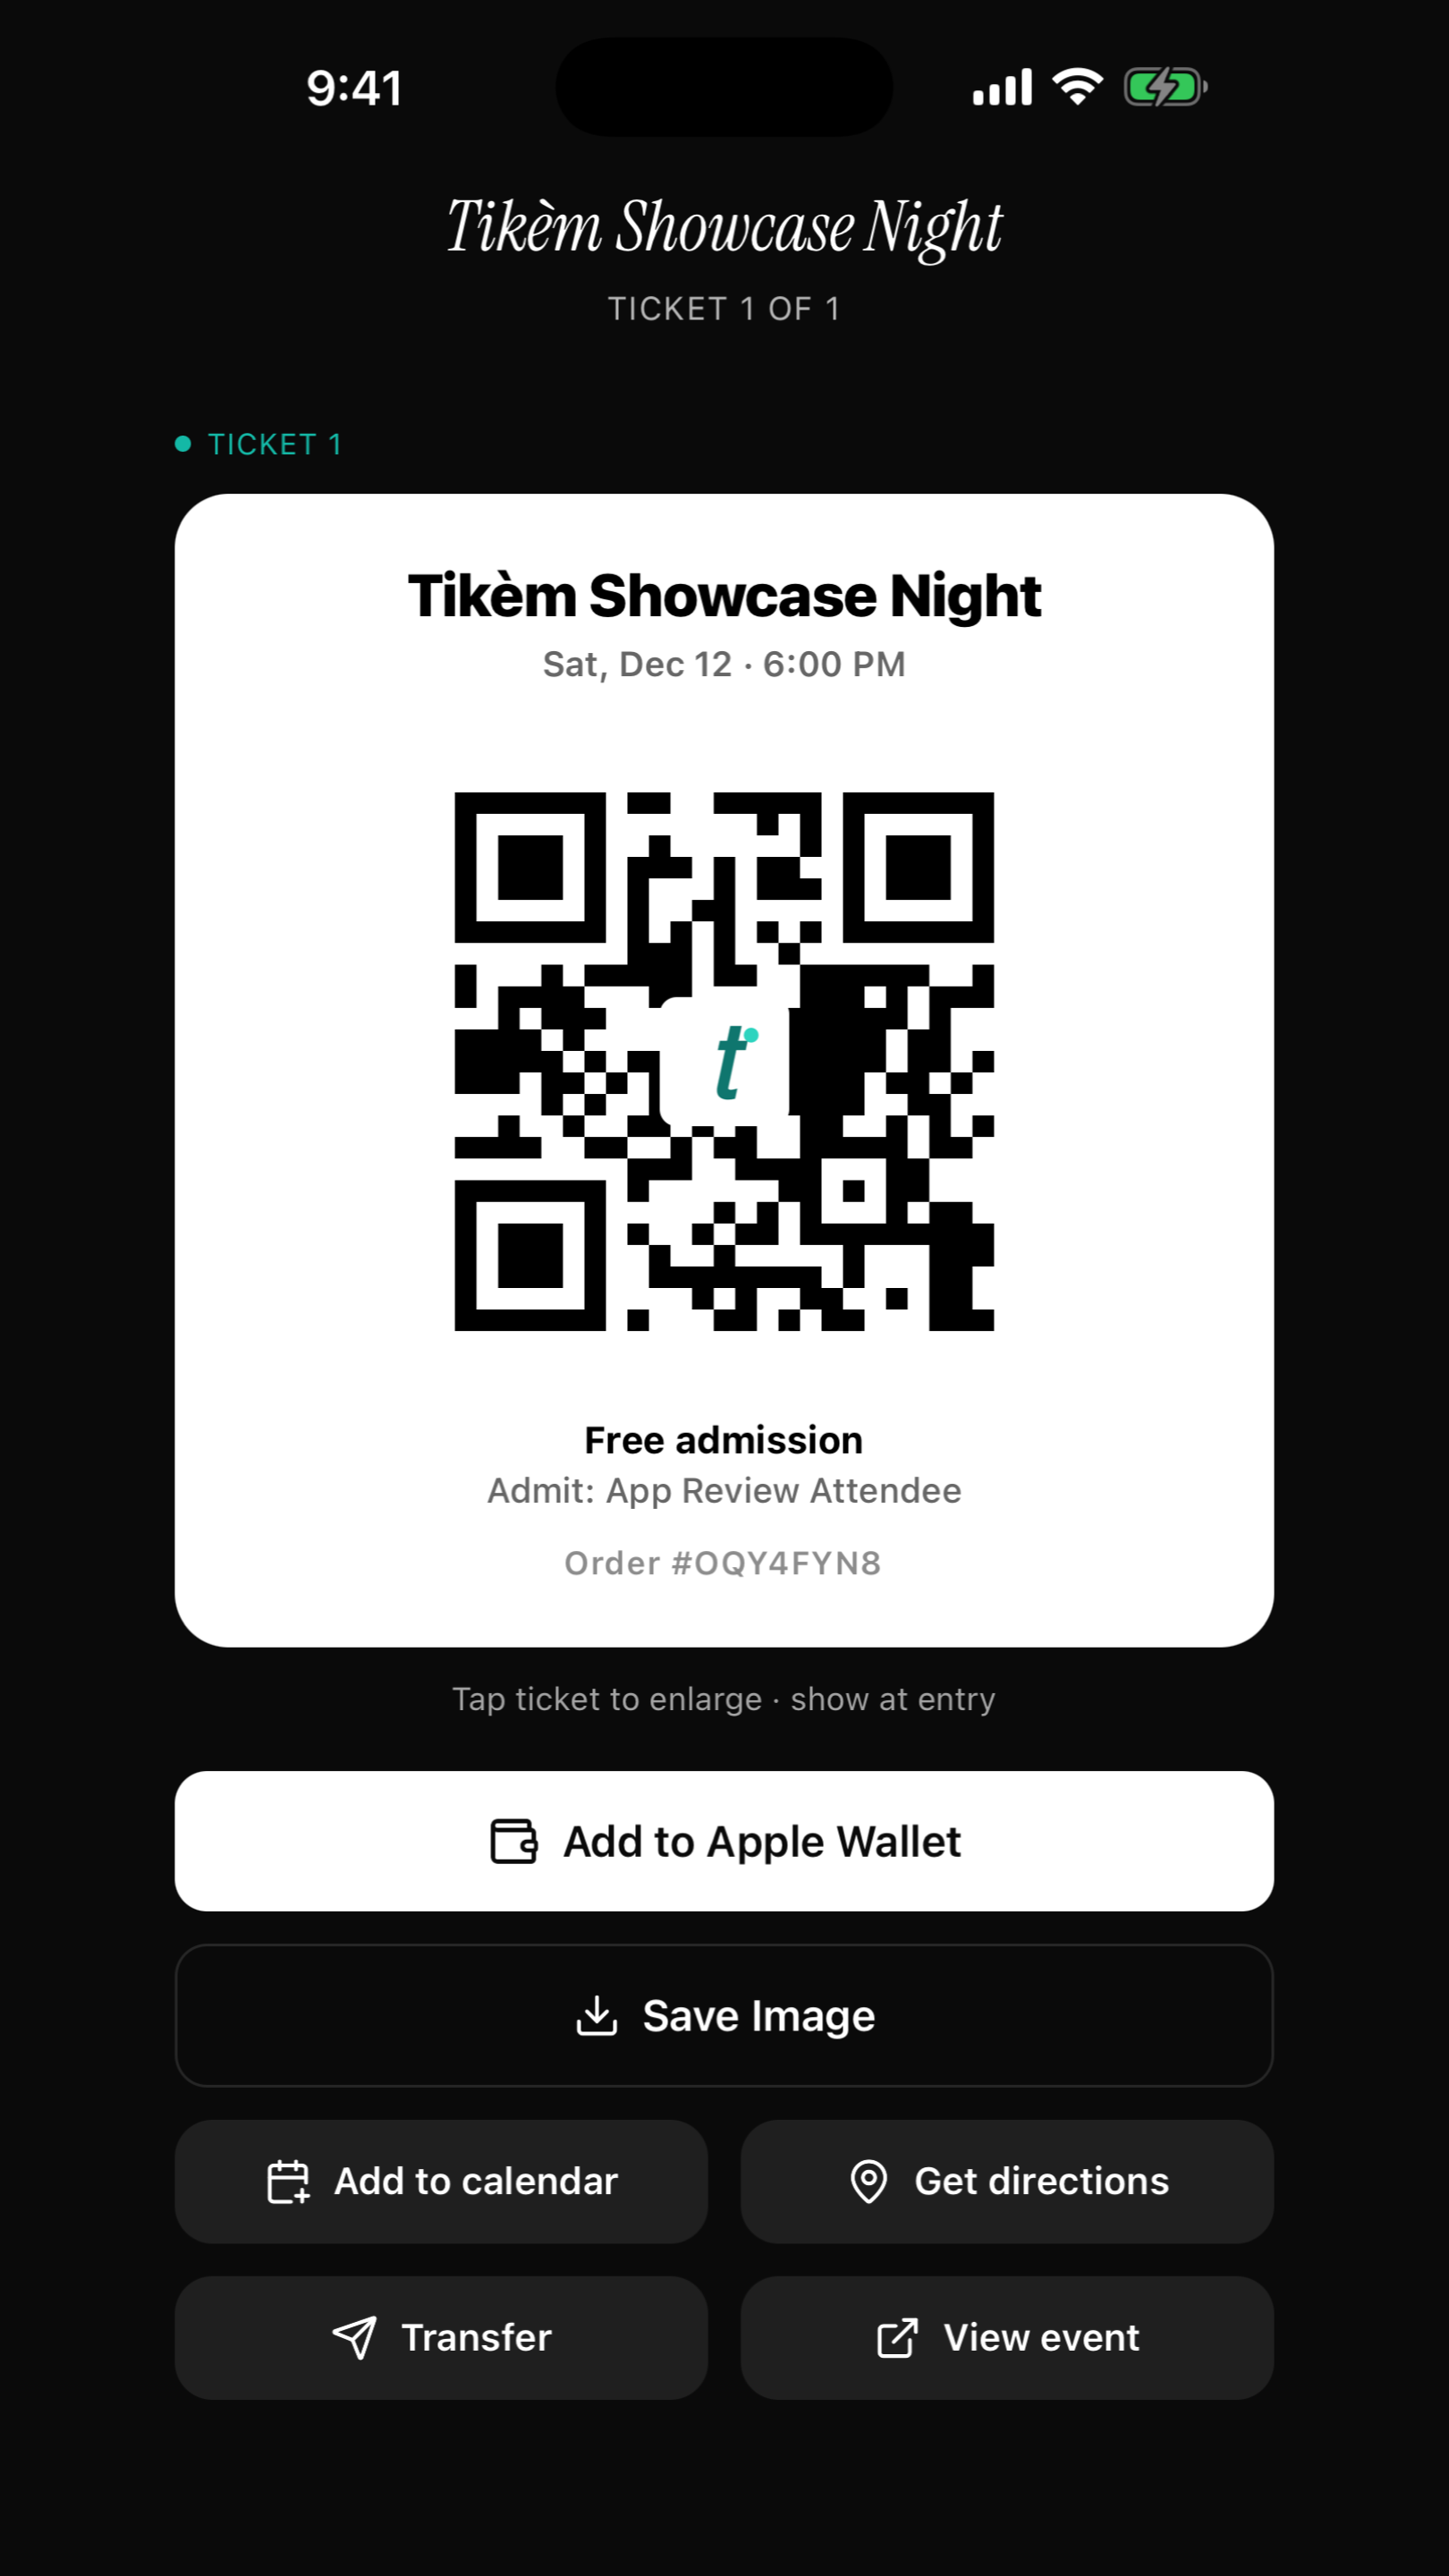 9:41
Tikèm Showcase Night
TICKET 1 OF 1
TICKET 1
Tikèm Showcase Night
Sat, Dec 12 · 6:00 PM
t
Free admission
Admit: App Review Attendee
Order #OQY4FYN8
Tap ticket to enlarge · show at entry
Add to Apple Wallet
Save Image
Add to calendar
Get directions
Transfer
View event